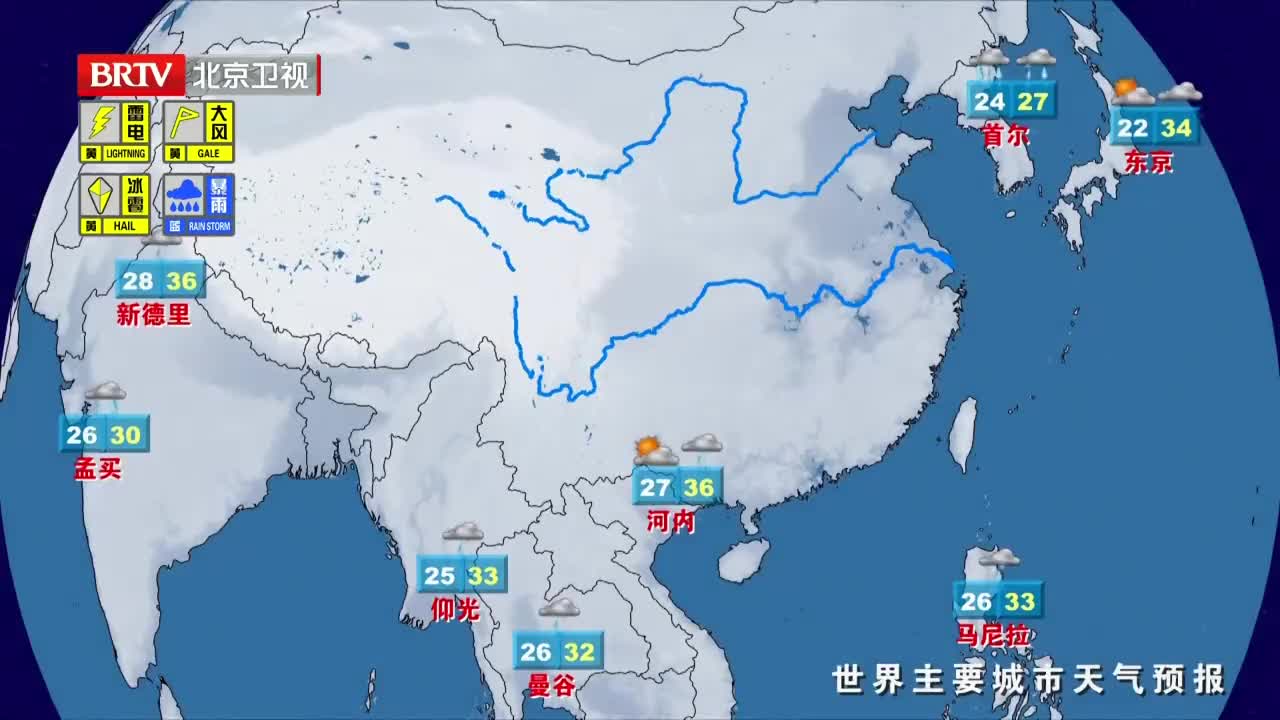 BRTV 北京卫视
雷电
黄 LIGHTNING
大风
黄 GALE
冰雹
黄 HAIL
暴雨
蓝 RAIN STORM
24 27
首尔
22 34
东京
28 36
新德里
26 30
孟买
27 36
河内
25 33
仰光
26 33
马尼拉
26 32
曼谷
世界主要城市天气预报